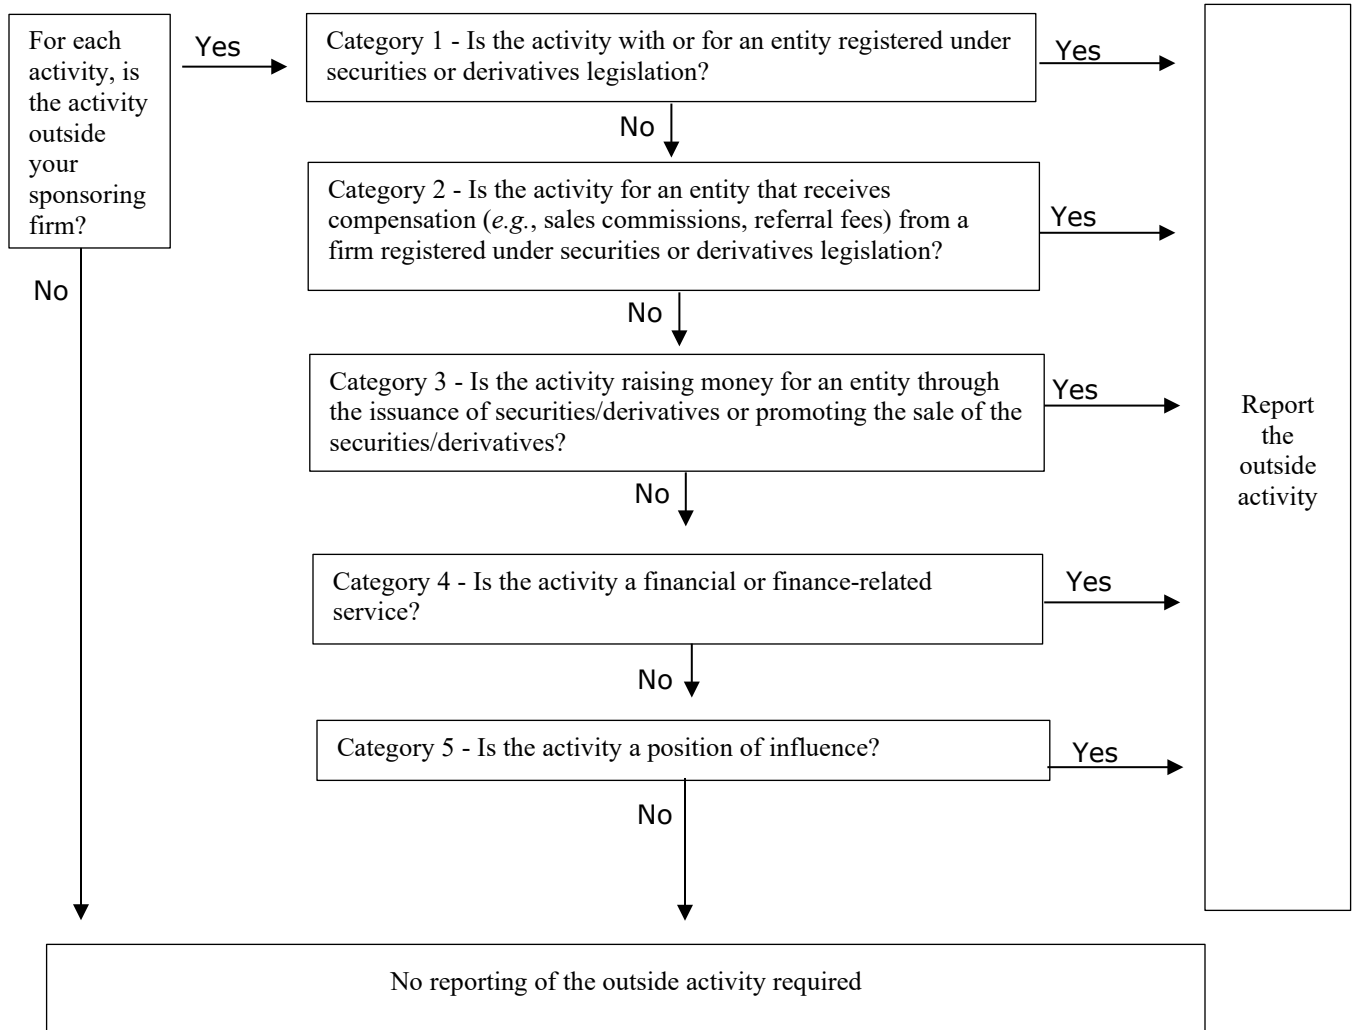 For each
activity, is
the activity
outside
your
sponsoring
firm?
Yes
Category 1 - Is the activity with or for an entity registered under
securities or derivatives legislation?
Yes
No
Category 2 - Is the activity for an entity that receives
compensation (e.g., sales commissions, referral fees) from a
firm registered under securities or derivatives legislation?
Yes
No
No
Category 3 - Is the activity raising money for an entity through
the issuance of securities/derivatives or promoting the sale of the
securities/derivatives?
Yes
Report
the
outside
activity
No
Category 4 - Is the activity a financial or finance-related
service?
Yes
No
Category 5 - Is the activity a position of influence?
Yes
No
No reporting of the outside activity required